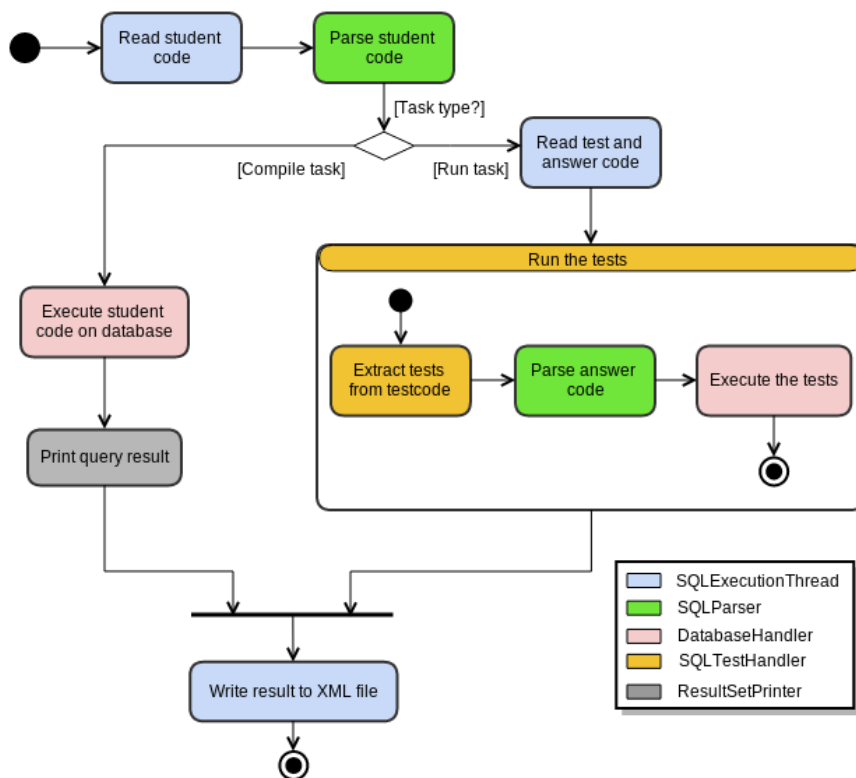 Read student
code
Parse student
code
[Task type?]
[Compile task]
[Run task]
Read test and
answer code
Run the tests
Execute student
code on database
Extract tests
from testcode
Parse answer
code
Execute the tests
Print query result
SQLExecutionThread
SQLParser
DatabaseHandler
SQLTestHandler
ResultSetPrinter
Write result to XML file